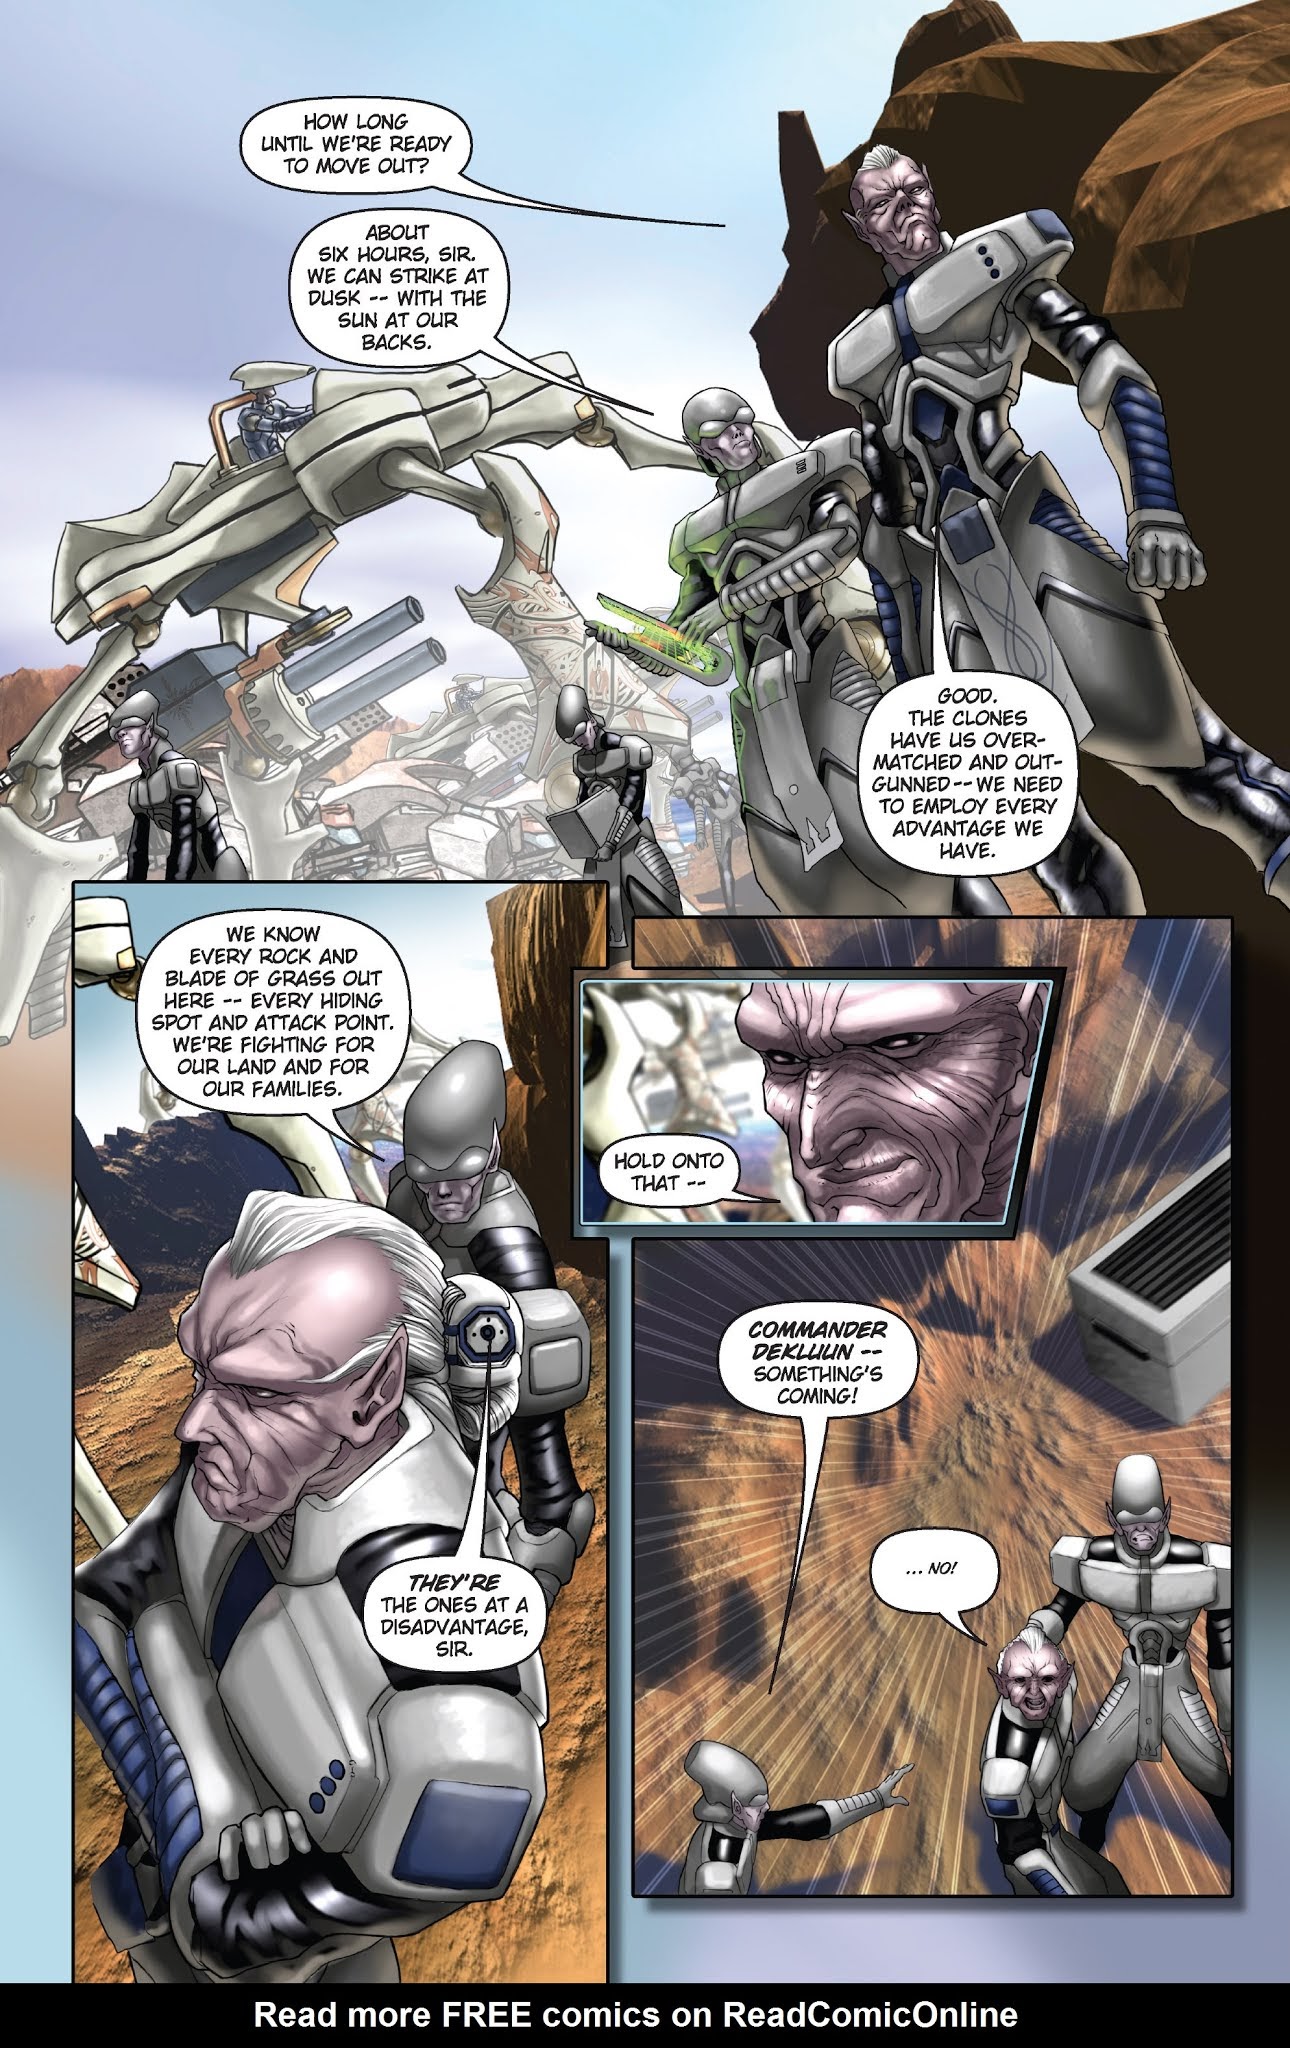 HOW LONG
UNTIL WE'RE READY
TO MOVE OUT?
ABOUT
SIX HOURS, SIR.
WE CAN STRIKE AT
DUSK -- WITH THE
SUN AT OUR
BACKS.
GOOD.
THE CLONES
HAVE US OVER-
MATCHED AND OUT-
GUNNED -- WE NEED
TO EMPLOY EVERY
ADVANTAGE WE
HAVE.
WE KNOW
EVERY ROCK AND
BLADE OF GRASS OUT
HERE -- EVERY HIDING
SPOT AND ATTACK POINT.
WE'RE FIGHTING FOR
OUR LAND AND FOR
OUR FAMILIES.
THEY'RE
THE ONES AT A
DISADVANTAGE,
SIR.
HOLD ONTO
THAT --
COMMANDER
DEKLUUN --
SOMETHING'S
COMING!
... NO!
Read more FREE comics on ReadComicOnline